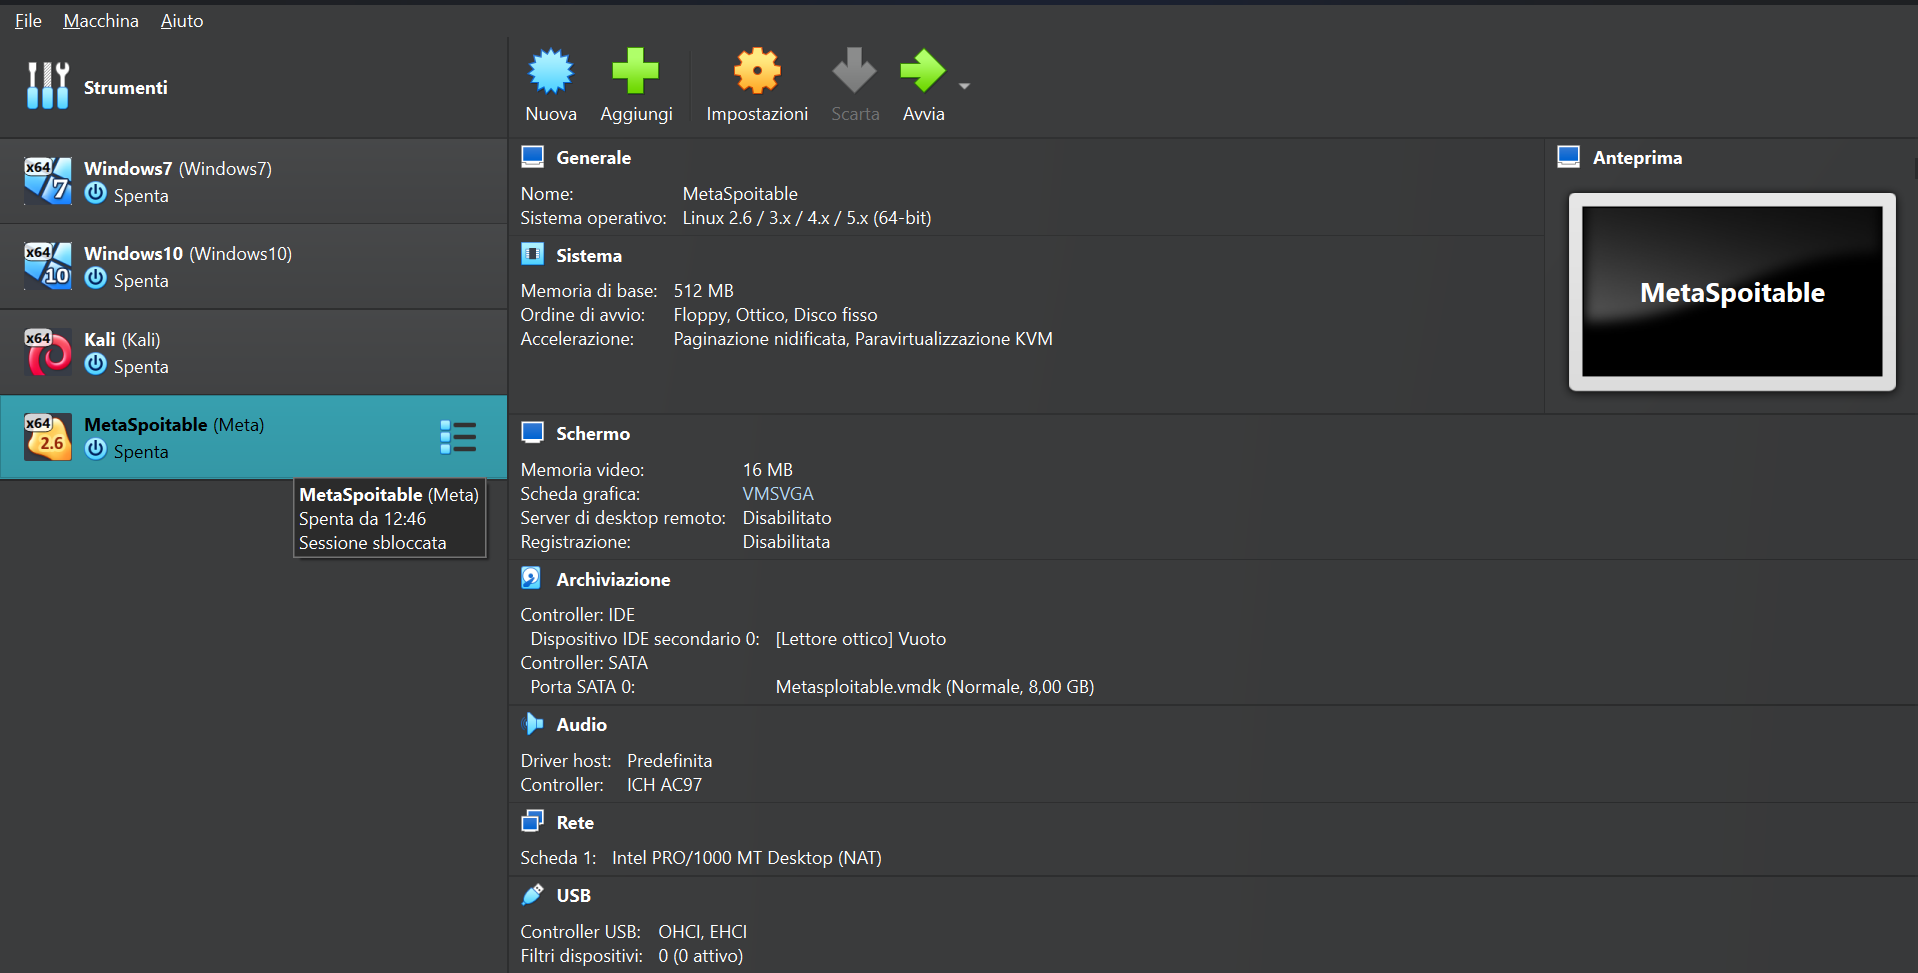 File Macchina Aiuto
Strumenti
Nuova Aggiungi Impostazioni Scarta Avvia
x64 7 Windows7 (Windows7)
Spenta
x64 10 Windows10 (Windows10)
Spenta
x64 Kali (Kali)
Spenta
x64 2.6 MetaSpoitable (Meta)
Spenta
MetaSpoitable (Meta)
Spenta da 12:46
Sessione sbloccata
Generale
Nome: MetaSpoitable
Sistema operativo: Linux 2.6 / 3.x / 4.x / 5.x (64-bit)
Sistema
Memoria di base: 512 MB
Ordine di avvio: Floppy, Ottico, Disco fisso
Accelerazione: Paginazione nidificata, Paravirtualizzazione KVM
Anteprima
MetaSpoitable
Schermo
Memoria video: 16 MB
Scheda grafica: VMSVGA
Server di desktop remoto: Disabilitato
Registrazione: Disabilitata
Archiviazione
Controller: IDE
Dispositivo IDE secondario 0: [Lettore ottico] Vuoto
Controller: SATA
Porta SATA 0: Metasploitable.vmdk (Normale, 8,00 GB)
Audio
Driver host: Predefinita
Controller: ICH AC97
Rete
Scheda 1: Intel PRO/1000 MT Desktop (NAT)
USB
Controller USB: OHCI, EHCI
Filtri dispositivi: 0 (0 attivo)